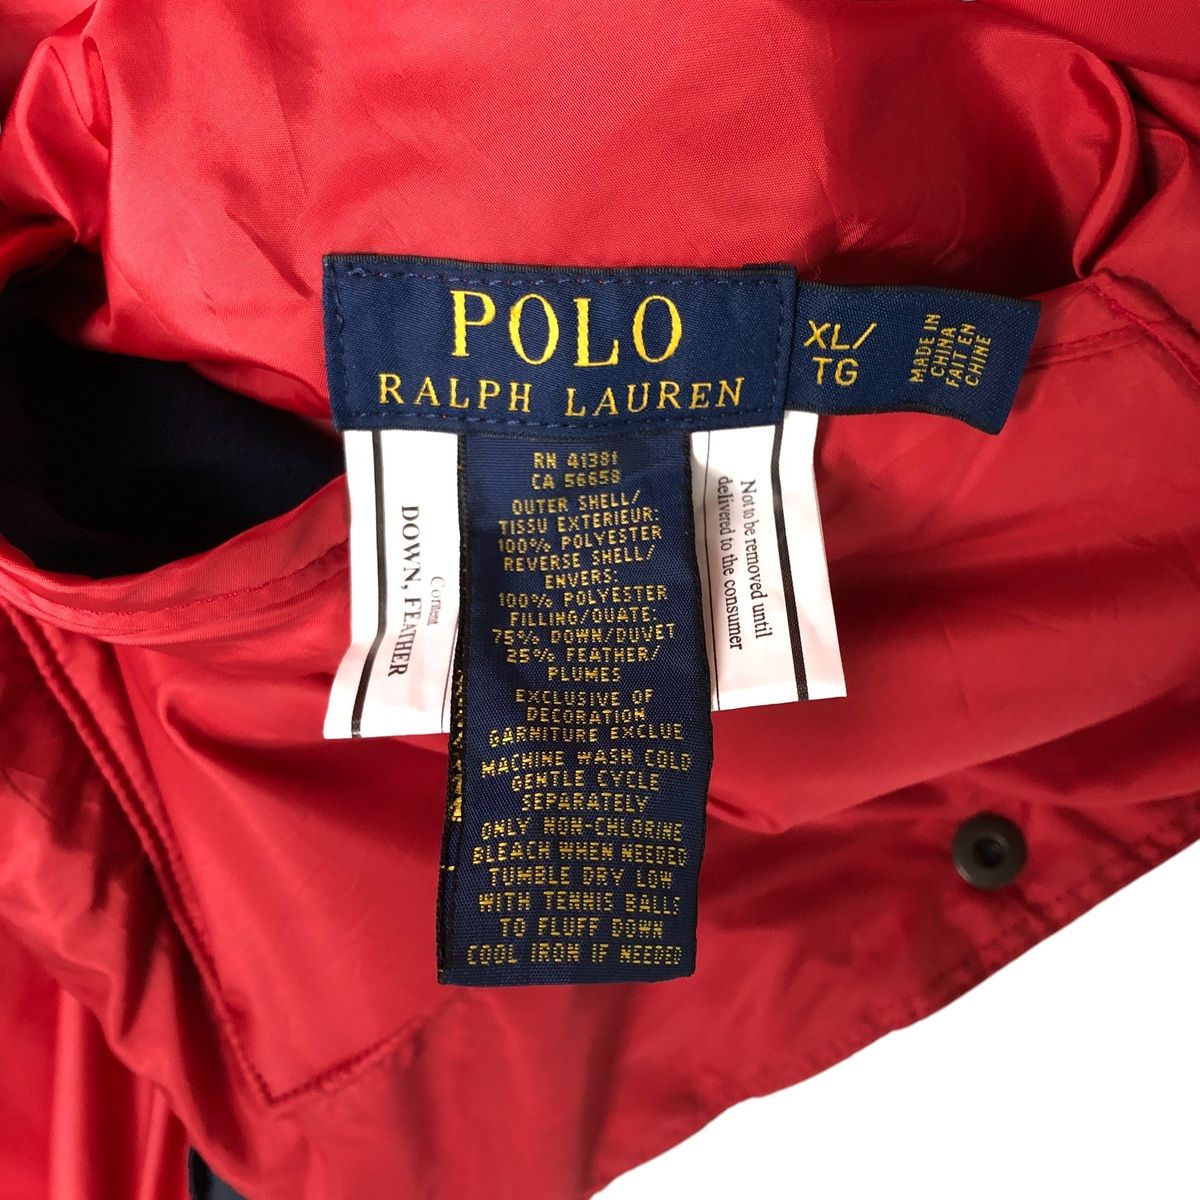 POLO
RALPH LAUREN
XL/
TG
MADE IN
CHINA
FAIT EN
CHINE
RN 41381
CA 56658
OUTER SHELL/
TISSU EXTERIEUR:
100% POLYESTER
REVERSE SHELL/
ENVERS:
100% POLYESTER
FILLING/OUATE:
75% DOWN/DUVET
25% FEATHER/
PLUMES
EXCLUSIVE OF
DECORATION
GARNITURE EXCLUE
MACHINE WASH COLD
GENTLE CYCLE
SEPARATELY
ONLY NON-CHLORINE
BLEACH WHEN NEEDED
TUMBLE DRY LOW
WITH TENNIS BALLS
TO FLUFF DOWN
COOL IRON IF NEEDED
Content
DOWN, FEATHER
Not to be removed until
delivered to the consumer